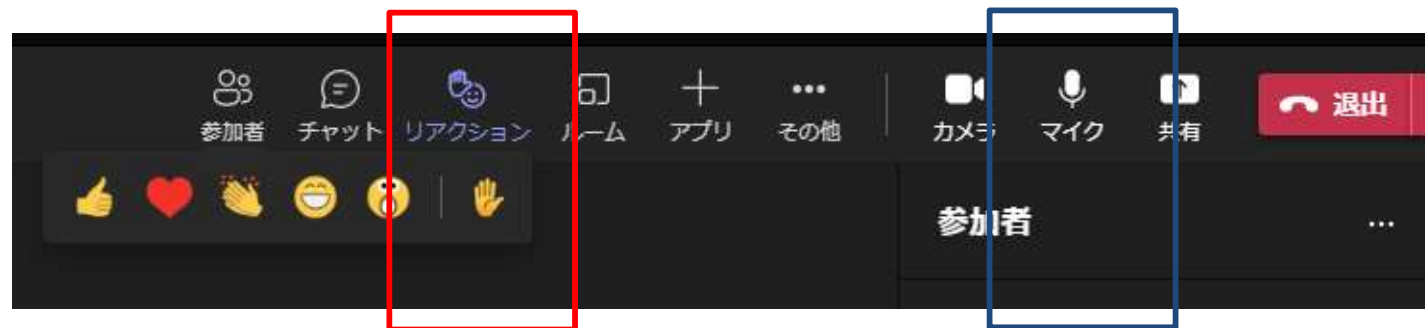 参加者 チャット リアクション ルーム アプリ その他 カメラ マイク 共有 退出
参加者